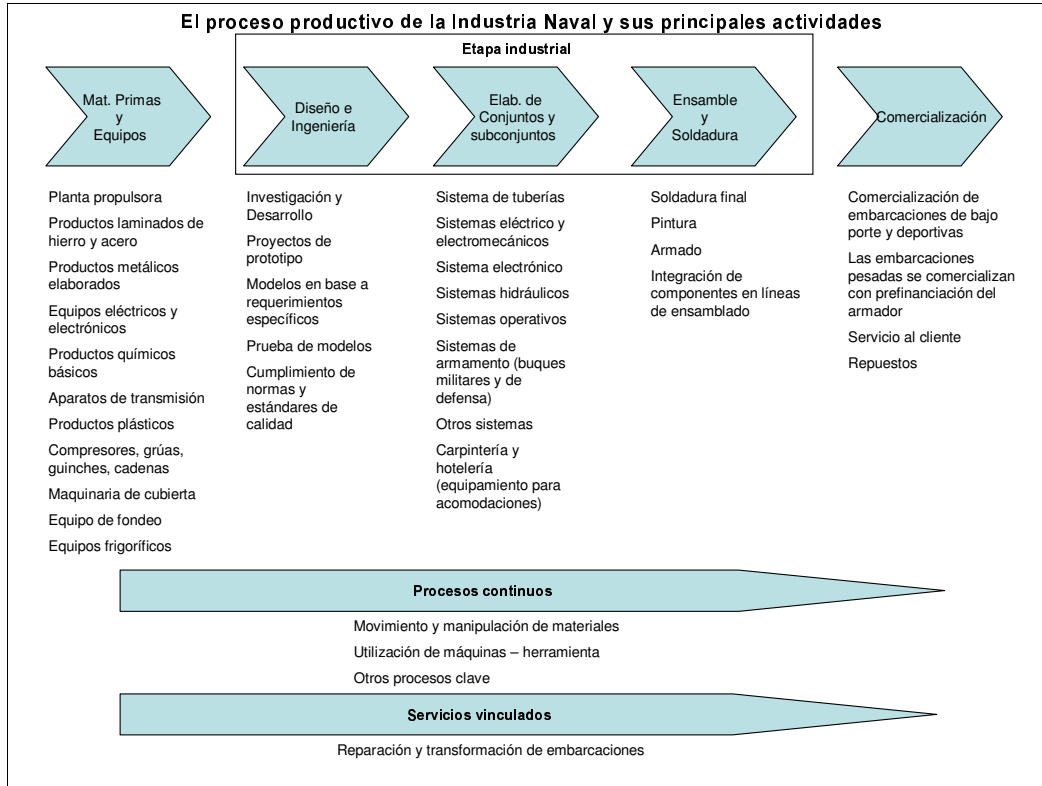 El proceso productivo de la Industria Naval y sus principales actividades
Etapa industrial
Mat. Primas
y
Equipos
Diseño e
Ingeniería
Elab. de
Conjuntos y
subconjuntos
Ensamble
y
Soldadura
Comercialización
Planta propulsora
Productos laminados de
hierro y acero
Productos metálicos
elaborados
Equipos eléctricos y
electrónicos
Productos químicos
básicos
Aparatos de transmisión
Productos plásticos
Compresores, grúas,
guinches, cadenas
Maquinaria de cubierta
Equipo de fondeo
Equipos frigoríficos
Investigación y
Desarrollo
Proyectos de
prototipo
Modelos en base a
requerimientos
específicos
Prueba de modelos
Cumplimiento de
normas y
estándares de
calidad
Sistema de tuberías
Sistemas eléctrico y
electromecánicos
Sistema electrónico
Sistemas hidráulicos
Sistemas operativos
Sistemas de
armamento (buques
militares y de
defensa)
Otros sistemas
Carpintería y
hotelería
(equipamiento para
acomodaciones)
Soldadura final
Pintura
Armado
Integración de
componentes en líneas
de ensamblado
Comercialización de
embarcaciones de bajo
porte y deportivas
Las embarcaciones
pesadas se comercializan
con prefinanciación del
armador
Servicio al cliente
Repuestos
Procesos continuos
Movimiento y manipulación de materiales
Utilización de máquinas – herramienta
Otros procesos clave
Servicios vinculados
Reparación y transformación de embarcaciones